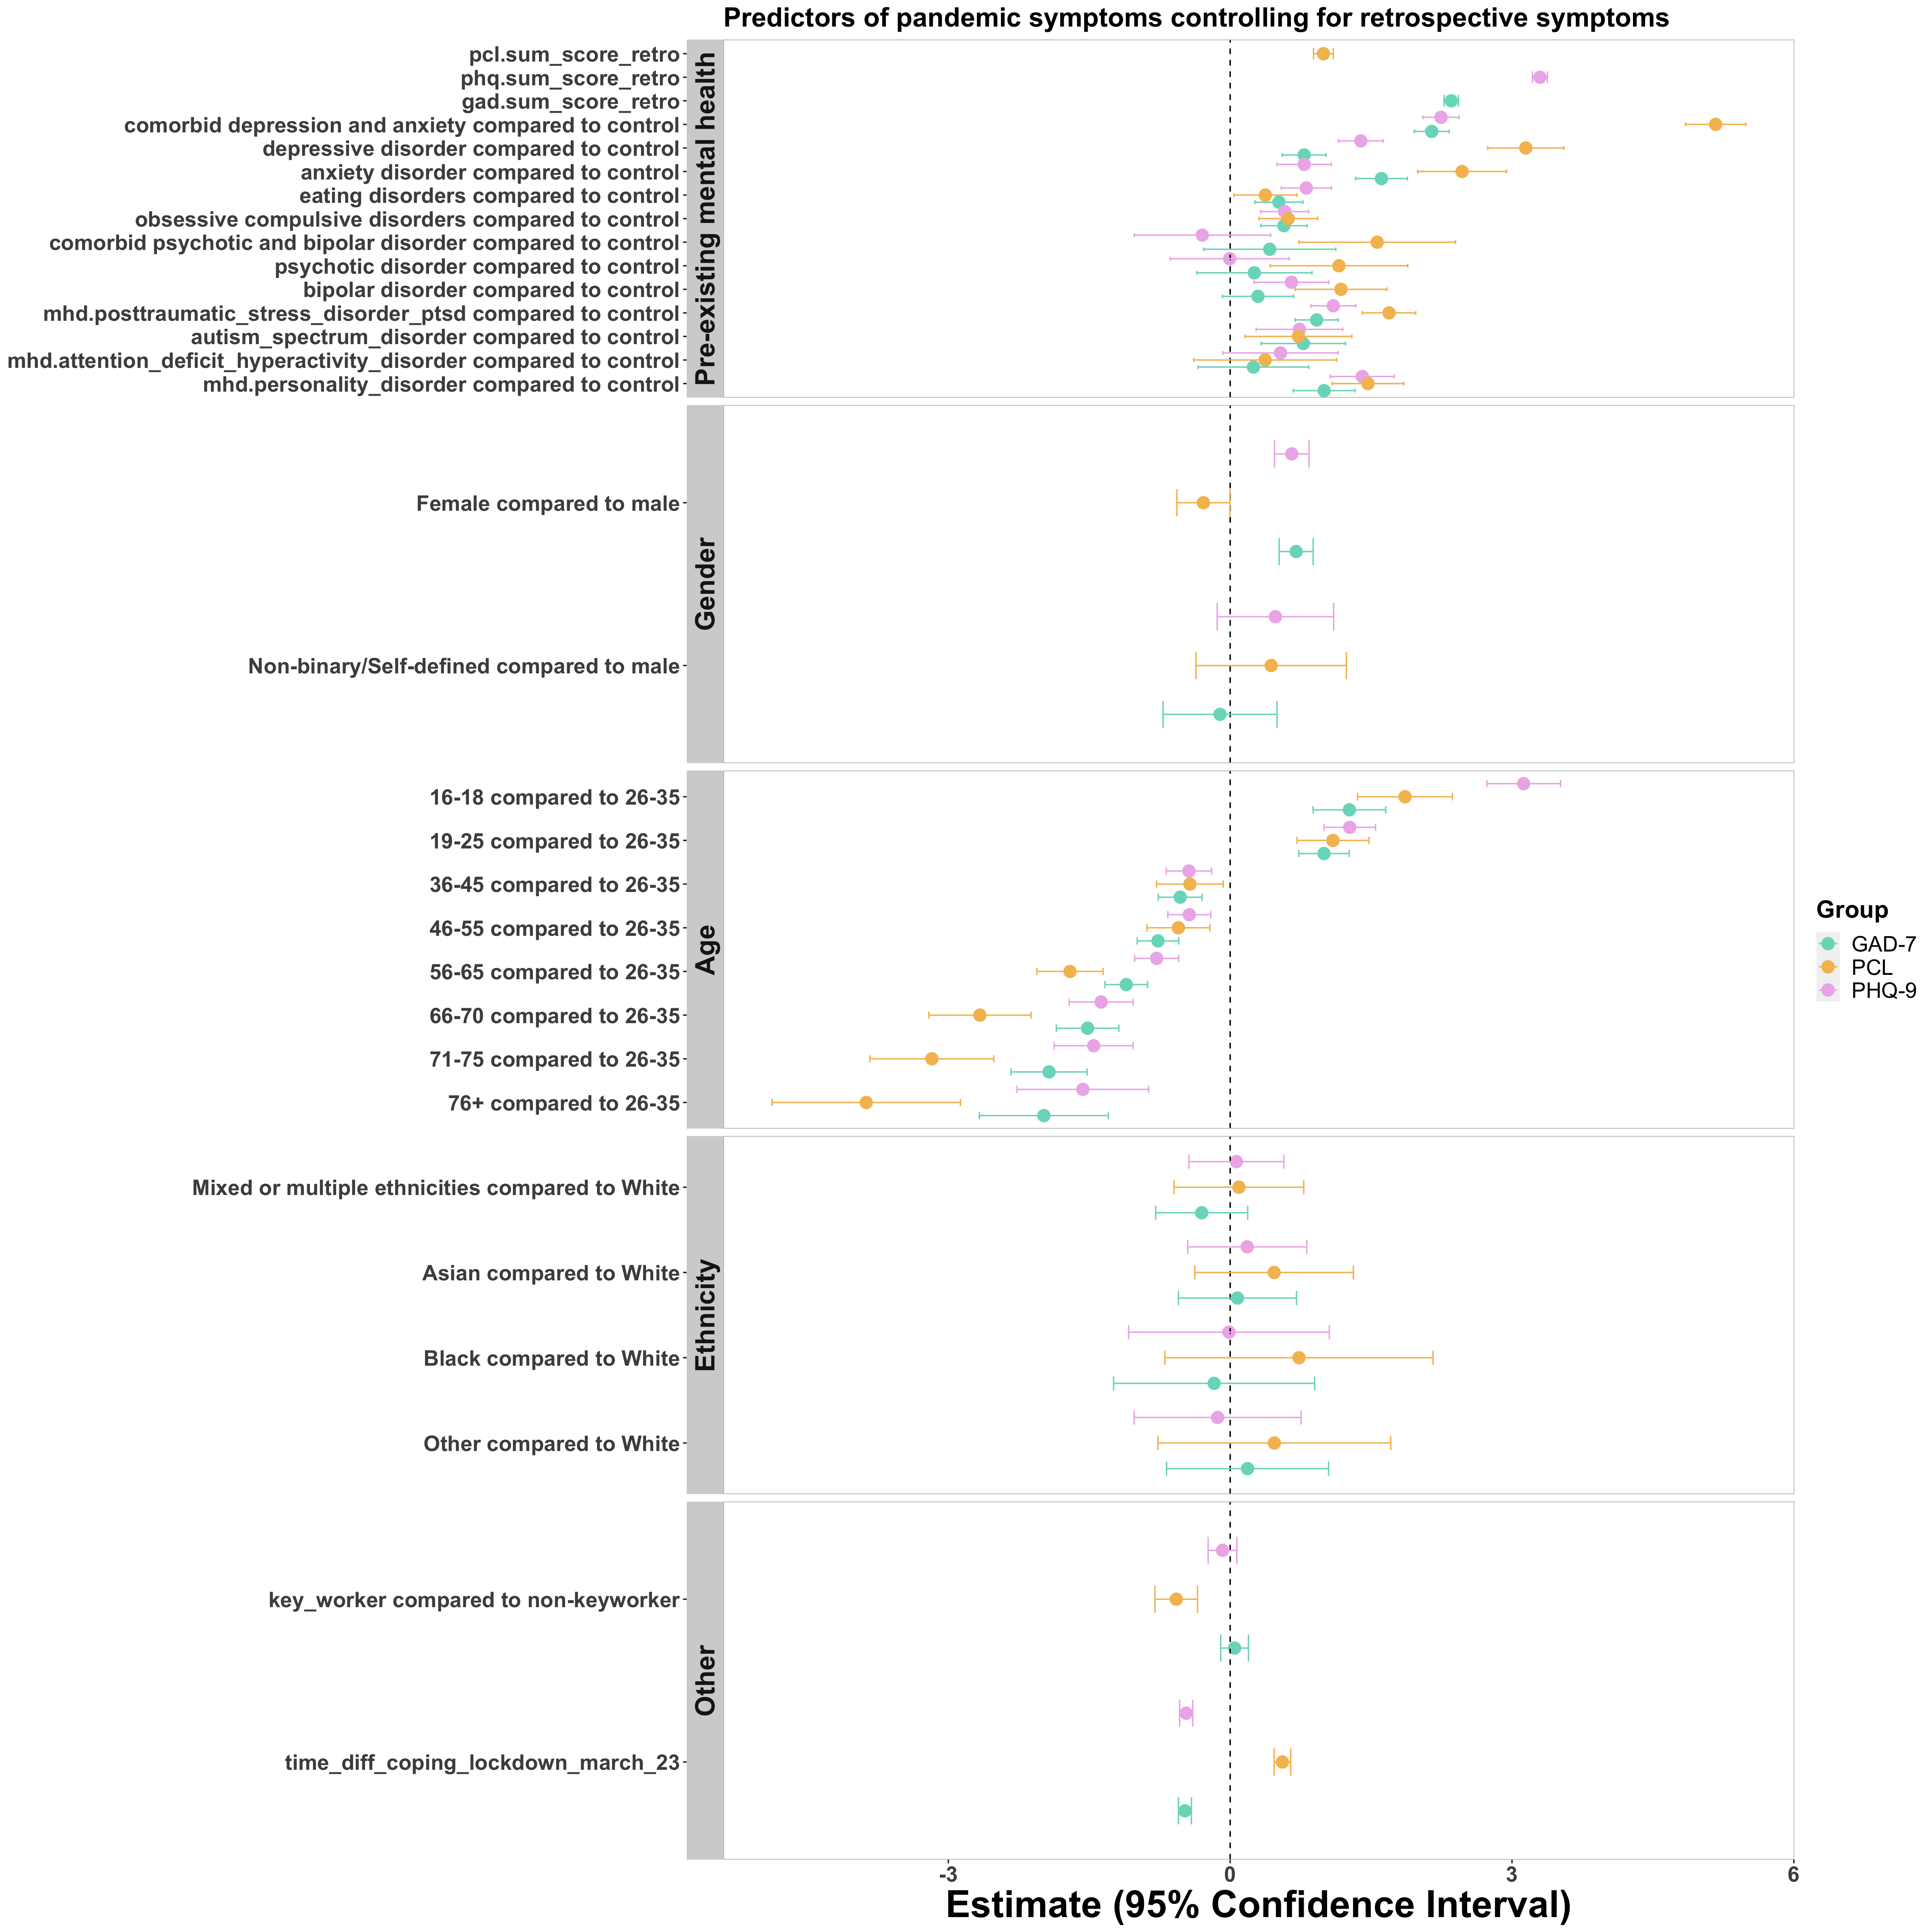 Predictors of pandemic symptoms controlling for retrospective symptoms
Pre-existing mental health
pcl.sum_score_retro
phq.sum_score_retro
gad.sum_score_retro
comorbid depression and anxiety compared to control
depressive disorder compared to control
anxiety disorder compared to control
eating disorders compared to control
obsessive compulsive disorders compared to control
comorbid psychotic and bipolar disorder compared to control
psychotic disorder compared to control
bipolar disorder compared to control
mhd.posttraumatic_stress_disorder_ptsd compared to control
autism_spectrum_disorder compared to control
mhd.attention_deficit_hyperactivity_disorder compared to control
mhd.personality_disorder compared to control
Gender
Female compared to male
Non-binary/Self-defined compared to male
Age
16-18 compared to 26-35
19-25 compared to 26-35
36-45 compared to 26-35
46-55 compared to 26-35
56-65 compared to 26-35
66-70 compared to 26-35
71-75 compared to 26-35
76+ compared to 26-35
Ethnicity
Mixed or multiple ethnicities compared to White
Asian compared to White
Black compared to White
Other compared to White
Other
key_worker compared to non-keyworker
time_diff_coping_lockdown_march_23
-3
0
3
6
Estimate (95% Confidence Interval)
Group
GAD-7
PCL
PHQ-9